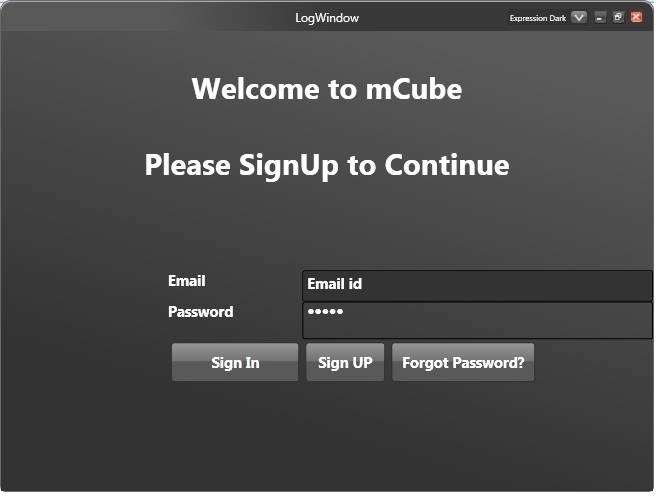 LogWindow
Expression Dark
Welcome to mCube
Please SignUp to Continue
Email
Email id
Password
•••••
Sign In
Sign UP
Forgot Password?